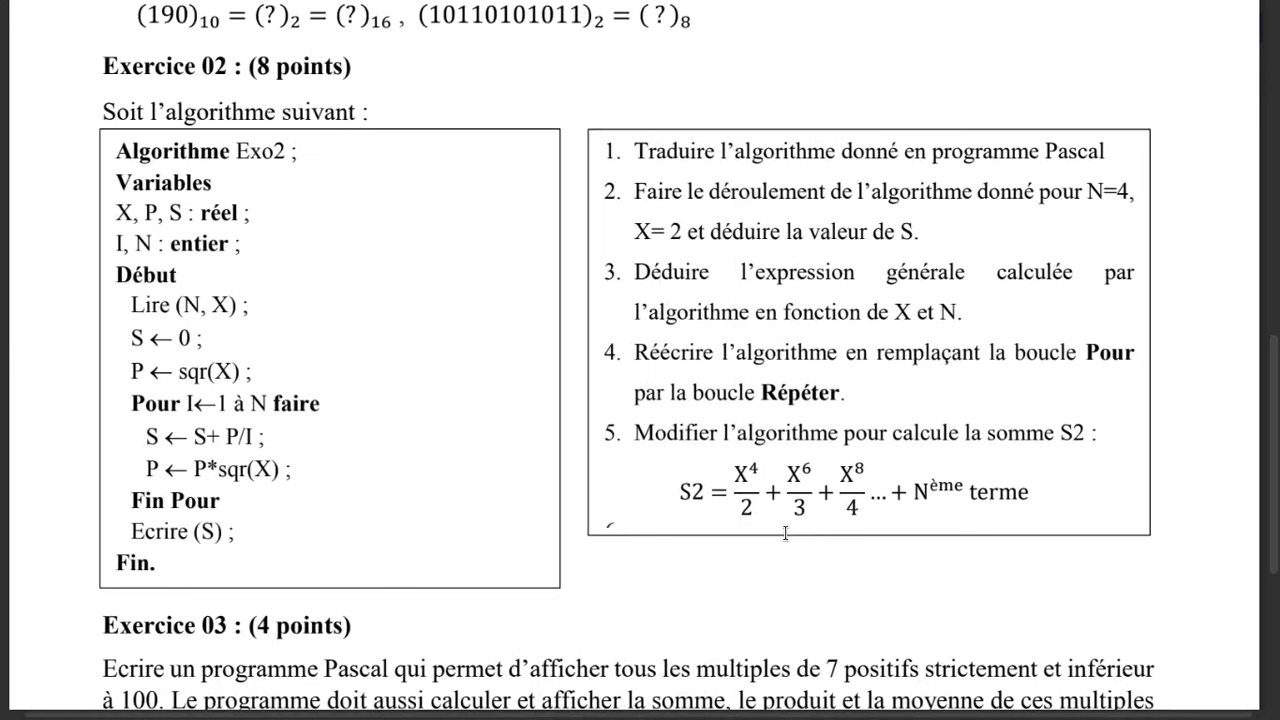 (190)₁₀ = (?)₂ = (?)₁₆ , (10110101011)₂ = ( ?)₈
Exercice 02 : (8 points)
Soit l’algorithme suivant :
Algorithme Exo2 ;
Variables
X, P, S : réel ;
I, N : entier ;
Début
Lire (N, X) ;
S ← 0 ;
P ← sqr(X) ;
Pour I←1 à N faire
S ← S+ P/I ;
P ← P*sqr(X) ;
Fin Pour
Ecrire (S) ;
Fin.
1. Traduire l’algorithme donné en programme Pascal
2. Faire le déroulement de l’algorithme donné pour N=4,
X= 2 et déduire la valeur de S.
3. Déduire l’expression générale calculée par
l’algorithme en fonction de X et N.
4. Réécrire l’algorithme en remplaçant la boucle Pour
par la boucle Répéter.
5. Modifier l’algorithme pour calcule la somme S2 :
S2 = X⁴/2 + X⁶/3 + X⁸/4 … + Nᵉ̀ᵐᵉ terme
Exercice 03 : (4 points)
Ecrire un programme Pascal qui permet d’afficher tous les multiples de 7 positifs strictement et inférieur
à 100. Le programme doit aussi calculer et afficher la somme, le produit et la moyenne de ces multiples